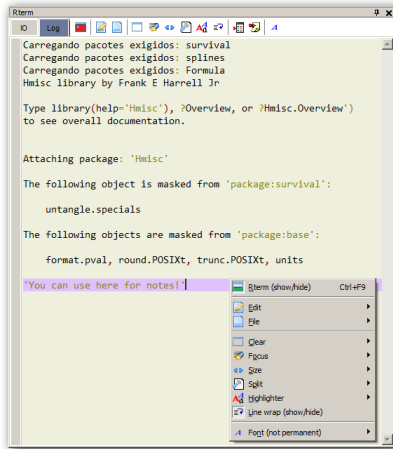 Rterm
IO Log
Carregando pacotes exigidos: survival
Carregando pacotes exigidos: splines
Carregando pacotes exigidos: Formula
Hmisc library by Frank E Harrell Jr
Type library(help='Hmisc'), ?Overview, or ?Hmisc.Overview')
to see overall documentation.
Attaching package: 'Hmisc'
The following object is masked from 'package:survival':
untangle.specials
The following objects are masked from 'package:base':
format.pval, round.POSIXt, trunc.POSIXt, units
'You can use here for notes!'
Rterm (show/hide) Ctrl+F9
Edit
File
Clear
Focus
Size
Split
Highlighter
Line wrap (show/hide)
Font (not permanent)